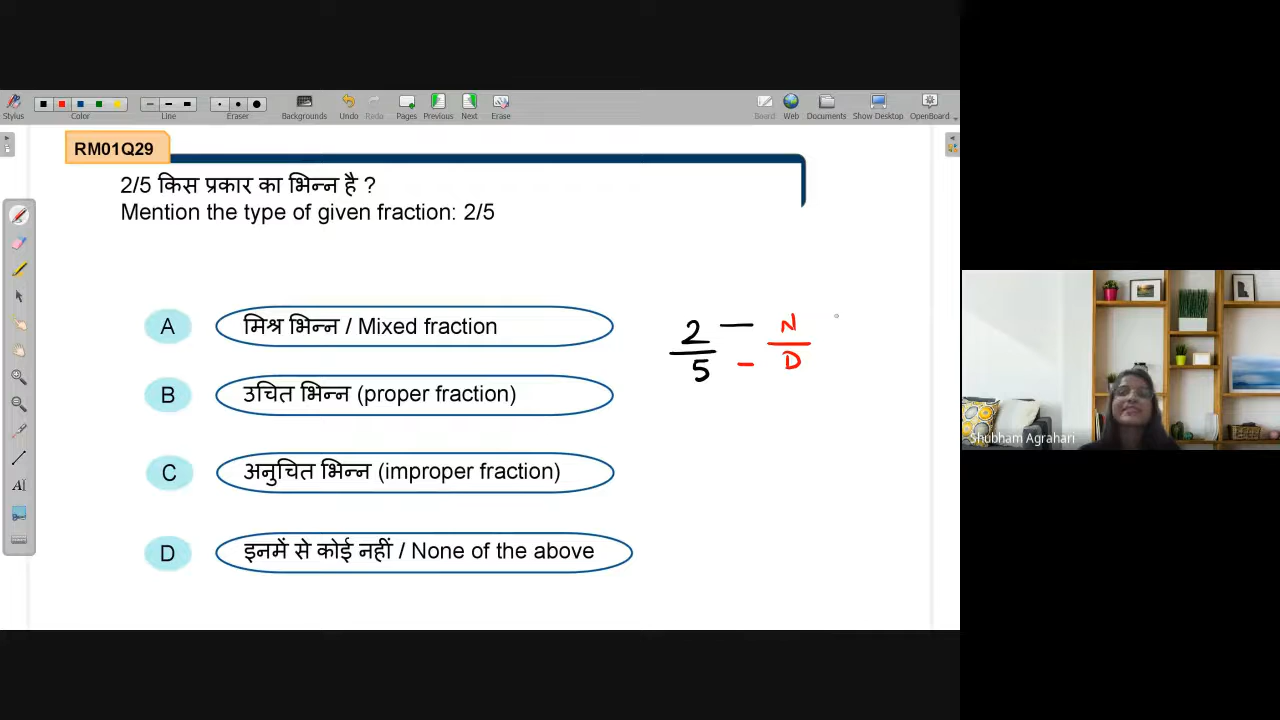 Stylus
Color
Line
Eraser
Backgrounds
Undo
Redo
Pages
Previous
Next
Erase
Board
Web
Documents
Show Desktop
OpenBoard
RM01Q29
2/5 किस प्रकार का भिन्न है ?
Mention the type of given fraction: 2/5
A
मिश्र भिन्न / Mixed fraction
B
उचित भिन्न (proper fraction)
C
अनुचित भिन्न (improper fraction)
D
इनमें से कोई नहीं / None of the above
2 — N
5 - D
Shubham Agrahari